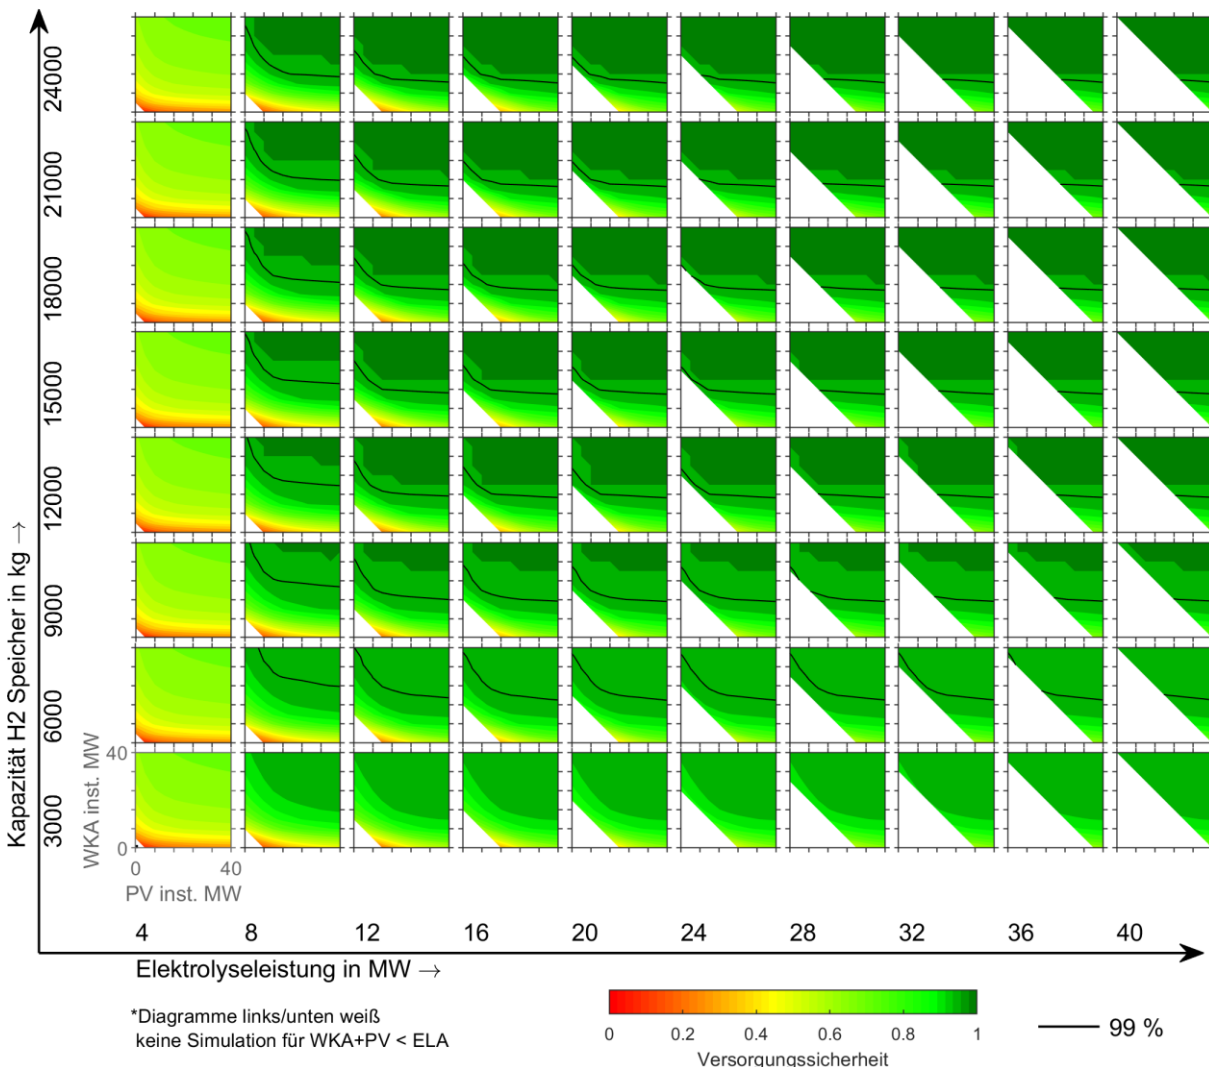 Kapazität H2 Speicher in kg →
24000
21000
18000
15000
12000
9000
6000
3000
WKA inst. MW
40
0
0 40
PV inst. MW
4 8 12 16 20 24 28 32 36 40
Elektrolyseleistung in MW →
*Diagramme links/unten weiß
keine Simulation für WKA+PV < ELA
0 0.2 0.4 0.6 0.8 1
Versorgungssicherheit
99 %